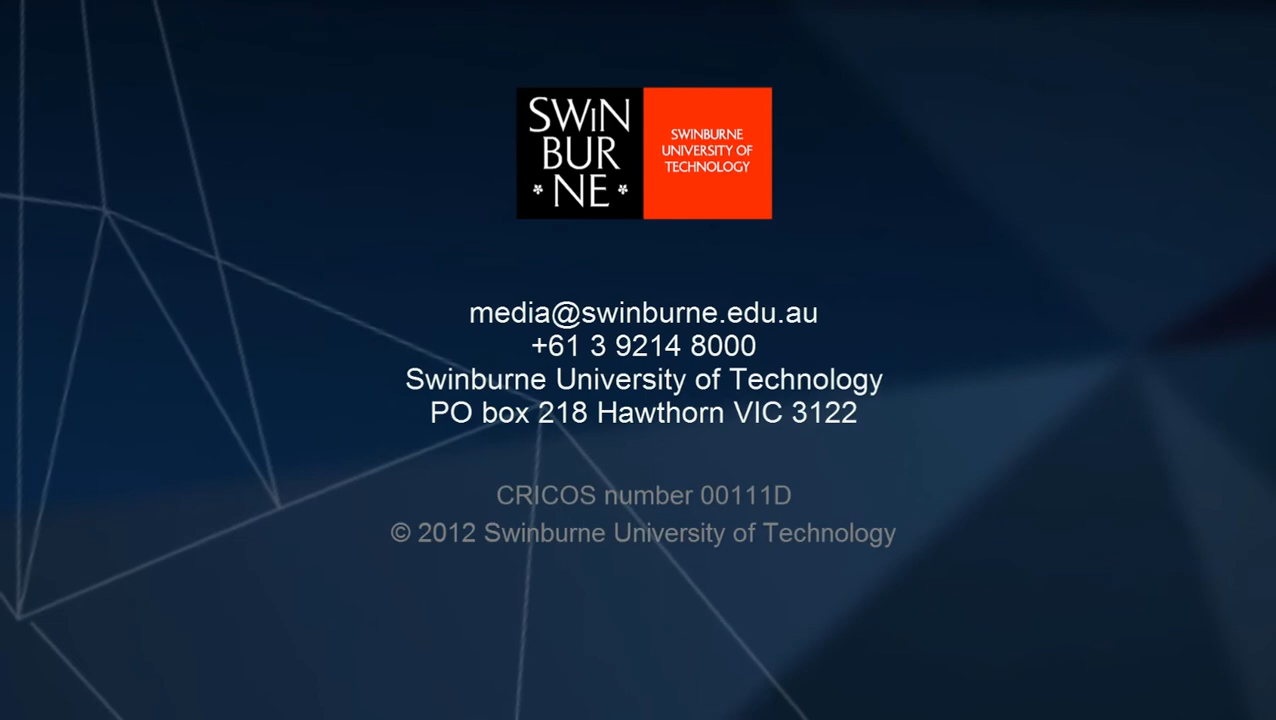 SWiN
BUR
NE
SWINBURNE
UNIVERSITY OF
TECHNOLOGY
media@swinburne.edu.au
+61 3 9214 8000
Swinburne University of Technology
PO box 218 Hawthorn VIC 3122
CRICOS number 00111D
© 2012 Swinburne University of Technology